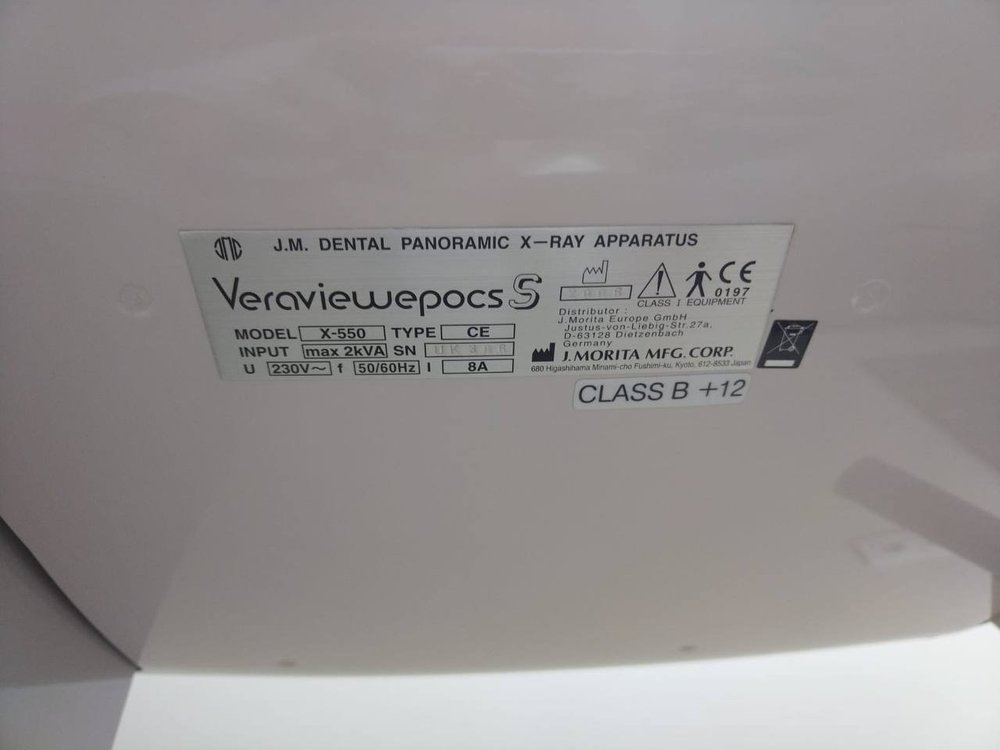 J.M. DENTAL PANORAMIC X-RAY APPARATUS
Veraviewepocs S
MODEL X-550 TYPE CE
INPUT max 2kVA SN
U 230V~ f 50/60Hz I 8A
CE
0197
CLASS I EQUIPMENT
Distributor :
J.Morita Europe GmbH
Justus-von-Liebig-Str.27a,
D-63128 Dietzenbach
Germany
J.MORITA MFG.CORP.
680 Higashihama Minami-cho Fushimi-ku, Kyoto, 612-8533 Japan
CLASS B +12